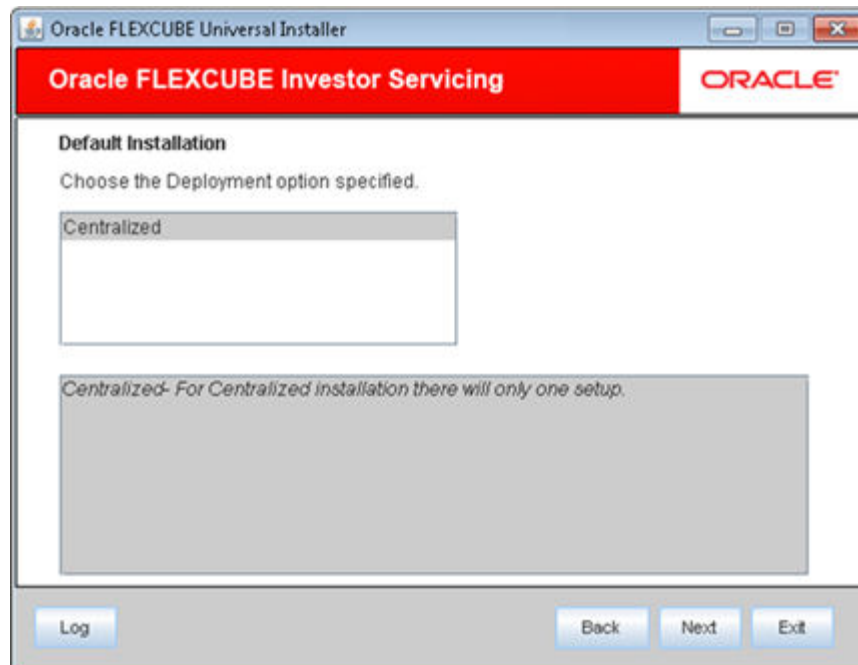 Oracle FLEXCUBE Universal Installer
Oracle FLEXCUBE Investor Servicing
ORACLE
Default Installation
Choose the Deployment option specified.
Centralized
Centralized- For Centralized installation there will only one setup.
Log
Back
Next
Exit